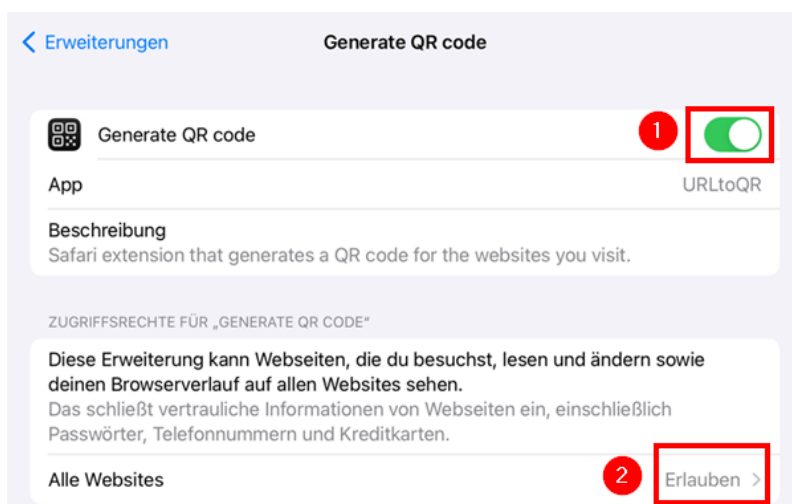 Erweiterungen Generate QR code
Generate QR code 1
App URLtoQR
Beschreibung
Safari extension that generates a QR code for the websites you visit.
ZUGRIFFSRECHTE FÜR „GENERATE QR CODE“
Diese Erweiterung kann Webseiten, die du besuchst, lesen und ändern sowie
deinen Browserverlauf auf allen Websites sehen.
Das schließt vertrauliche Informationen von Webseiten ein, einschließlich
Passwörter, Telefonnummern und Kreditkarten.
Alle Websites 2 Erlauben